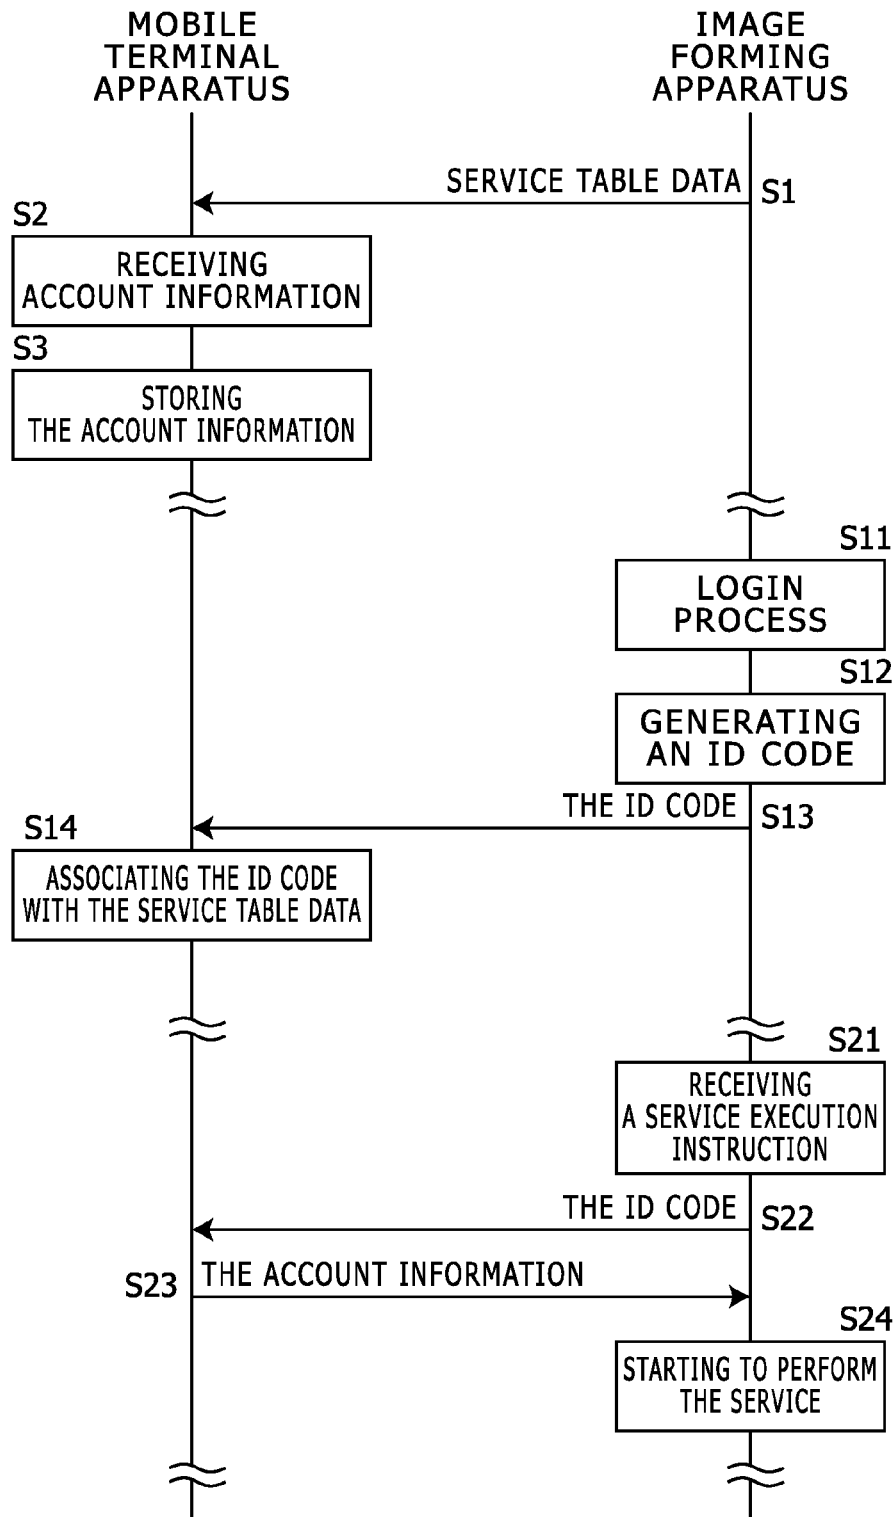 MOBILE
TERMINAL
APPARATUS
IMAGE
FORMING
APPARATUS
SERVICE TABLE DATA
S1
S2
RECEIVING
ACCOUNT INFORMATION
S3
STORING
THE ACCOUNT INFORMATION
S11
LOGIN
PROCESS
S12
GENERATING
AN ID CODE
THE ID CODE
S13
S14
ASSOCIATING THE ID CODE
WITH THE SERVICE TABLE DATA
S21
RECEIVING
A SERVICE EXECUTION
INSTRUCTION
THE ID CODE
S22
S23
THE ACCOUNT INFORMATION
S24
STARTING TO PERFORM
THE SERVICE